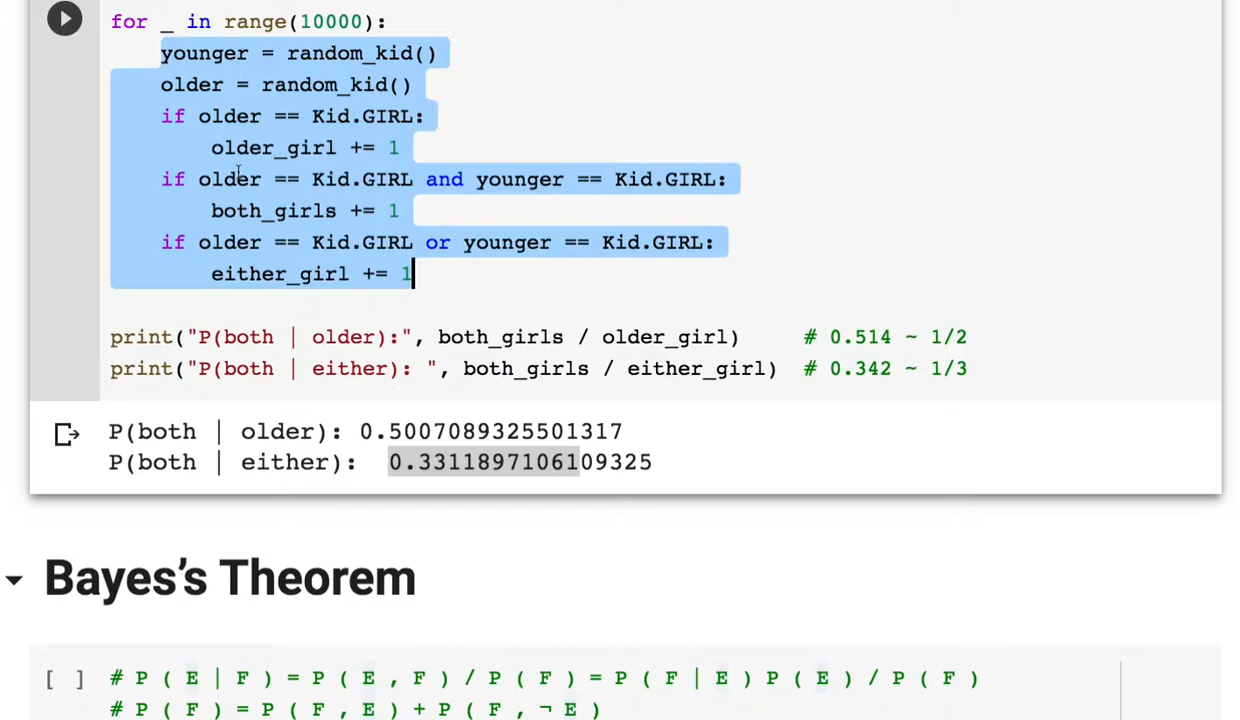 for _ in range(10000):
younger = random_kid()
older = random_kid()
if older == Kid.GIRL:
older_girl += 1
if older == Kid.GIRL and younger == Kid.GIRL:
both_girls += 1
if older == Kid.GIRL or younger == Kid.GIRL:
either_girl += 1
print("P(both | older):", both_girls / older_girl) # 0.514 ~ 1/2
print("P(both | either): ", both_girls / either_girl) # 0.342 ~ 1/3
P(both | older): 0.5007089325501317
P(both | either): 0.3311897106109325
Bayes’s Theorem
[ ] # P ( E | F ) = P ( E , F ) / P ( F ) = P ( F | E ) P ( E ) / P ( F )
# P ( F ) = P ( F , E ) + P ( F , ¬ E )